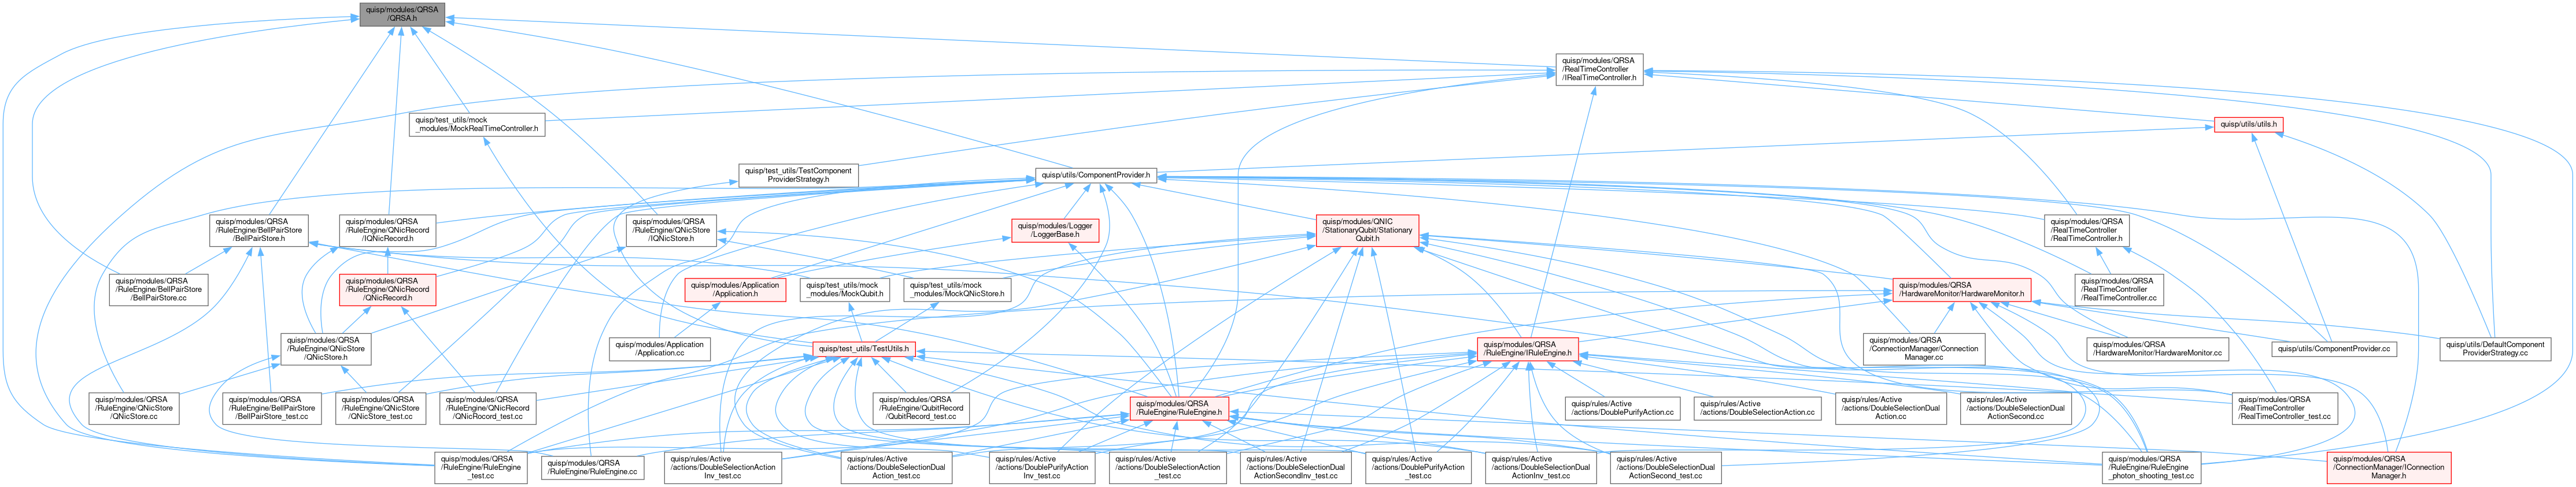 quisp/modules/QRSA
/QRSA.h
quisp/modules/QRSA
/RealTimeController
/IRealTimeController.h
quisp/test_utils/mock
_modules/MockRealTimeController.h
quisp/utils/utils.h
quisp/test_utils/TestComponent
ProviderStrategy.h
quisp/utils/ComponentProvider.h
quisp/modules/QRSA
/RuleEngine/BellPairStore
/BellPairStore.h
quisp/modules/QRSA
/RuleEngine/QNicRecord
/IQNicRecord.h
quisp/modules/QRSA
/RuleEngine/QNicStore
/IQNicStore.h
quisp/modules/Logger
/LoggerBase.h
quisp/modules/QNIC
/StationaryQubit/Stationary
Qubit.h
quisp/modules/QRSA
/RealTimeController
/RealTimeController.h
quisp/modules/QRSA
/RuleEngine/BellPairStore
/BellPairStore.cc
quisp/modules/QRSA
/RuleEngine/QNicRecord
/QNicRecord.h
quisp/modules/Application
/Application.h
quisp/test_utils/mock
_modules/MockQubit.h
quisp/test_utils/mock
_modules/MockQNicStore.h
quisp/modules/QRSA
/HardwareMonitor/HardwareMonitor.h
quisp/modules/QRSA
/RealTimeController
/RealTimeController.cc
quisp/modules/QRSA
/RuleEngine/QNicStore
/QNicStore.h
quisp/modules/Application
/Application.cc
quisp/test_utils/TestUtils.h
quisp/modules/QRSA
/RuleEngine/IRuleEngine.h
quisp/modules/QRSA
/ConnectionManager/Connection
Manager.cc
quisp/modules/QRSA
/HardwareMonitor/HardwareMonitor.cc
quisp/utils/ComponentProvider.cc
quisp/utils/DefaultComponent
ProviderStrategy.cc
quisp/modules/QRSA
/RuleEngine/QNicStore
/QNicStore.cc
quisp/modules/QRSA
/RuleEngine/BellPairStore
/BellPairStore_test.cc
quisp/modules/QRSA
/RuleEngine/QNicStore
/QNicStore_test.cc
quisp/modules/QRSA
/RuleEngine/QNicRecord
/QNicRecord_test.cc
quisp/modules/QRSA
/RuleEngine/QubitRecord
/QubitRecord_test.cc
quisp/modules/QRSA
/RuleEngine/RuleEngine.h
quisp/rules/Active
/actions/DoublePurifyAction.cc
quisp/rules/Active
/actions/DoubleSelectionAction.cc
quisp/rules/Active
/actions/DoubleSelectionDual
Action.cc
quisp/rules/Active
/actions/DoubleSelectionDual
ActionSecond.cc
quisp/modules/QRSA
/RealTimeController
/RealTimeController_test.cc
quisp/modules/QRSA
/RuleEngine/RuleEngine
_test.cc
quisp/modules/QRSA
/RuleEngine/RuleEngine.cc
quisp/rules/Active
/actions/DoubleSelectionAction
Inv_test.cc
quisp/rules/Active
/actions/DoubleSelectionDual
Action_test.cc
quisp/rules/Active
/actions/DoublePurifyAction
Inv_test.cc
quisp/rules/Active
/actions/DoubleSelectionAction
_test.cc
quisp/rules/Active
/actions/DoubleSelectionDual
ActionSecondInv_test.cc
quisp/rules/Active
/actions/DoublePurifyAction
_test.cc
quisp/rules/Active
/actions/DoubleSelectionDual
ActionInv_test.cc
quisp/rules/Active
/actions/DoubleSelectionDual
ActionSecond_test.cc
quisp/modules/QRSA
/RuleEngine/RuleEngine
_photon_shooting_test.cc
quisp/modules/QRSA
/ConnectionManager/IConnection
Manager.h